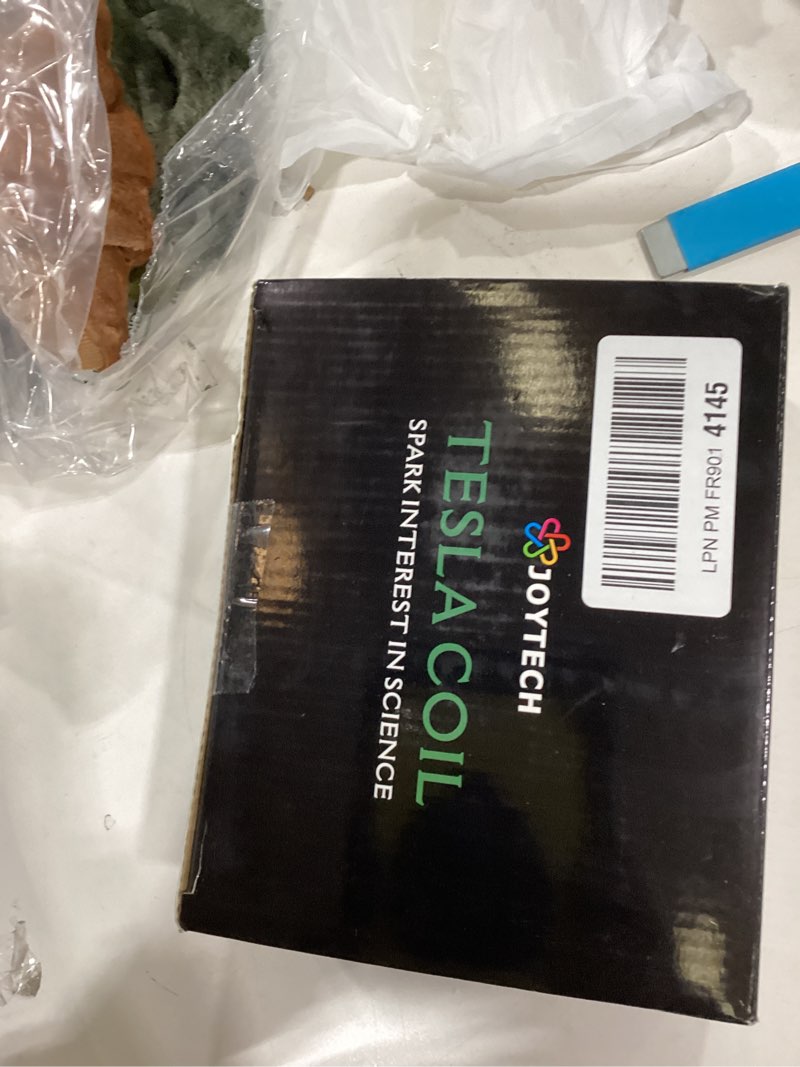 LPN PM FR901 4145
JOYTECH
TESLA COIL
SPARK INTEREST IN SCIENCE